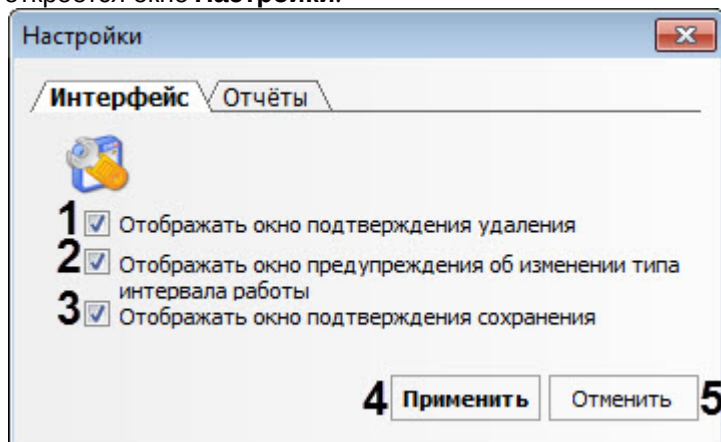 откроется окно Настройки.
Настройки
Интерфейс Отчёты
1 Отображать окно подтверждения удаления
2 Отображать окно предупреждения об изменении типа
интервала работы
3 Отображать окно подтверждения сохранения
4 Применить Отменить 5